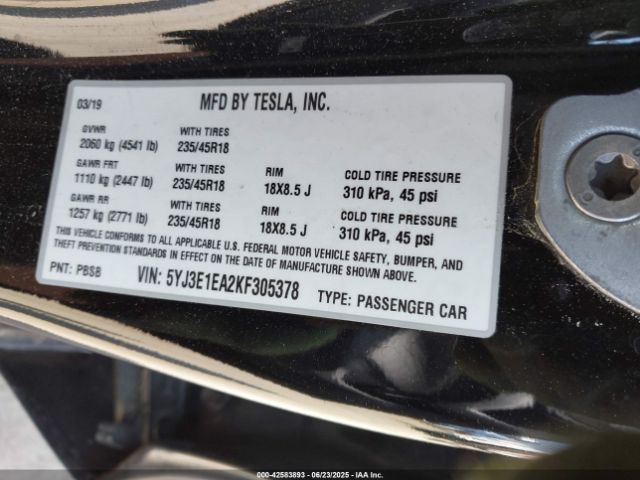 03/19 MFD BY TESLA, INC.
GVWR WITH TIRES
2060 kg (4541 lb) 235/45R18
GAWR FRT WITH TIRES RIM COLD TIRE PRESSURE
1110 kg (2447 lb) 235/45R18 18X8.5 J 310 kPa, 45 psi
GAWR RR WITH TIRES RIM COLD TIRE PRESSURE
1257 kg (2771 lb) 235/45R18 18X8.5 J 310 kPa, 45 psi
THIS VEHICLE CONFORMS TO ALL APPLICABLE U.S. FEDERAL MOTOR VEHICLE SAFETY, BUMPER, AND
THEFT PREVENTION STANDARDS IN EFFECT ON THE DATE OF MANUFACTURE SHOWN ABOVE.
PNT: PBSB VIN: 5YJ3E1EA2KF305378 TYPE: PASSENGER CAR
© 42583893 - 06/23/2025 - IAA Inc.